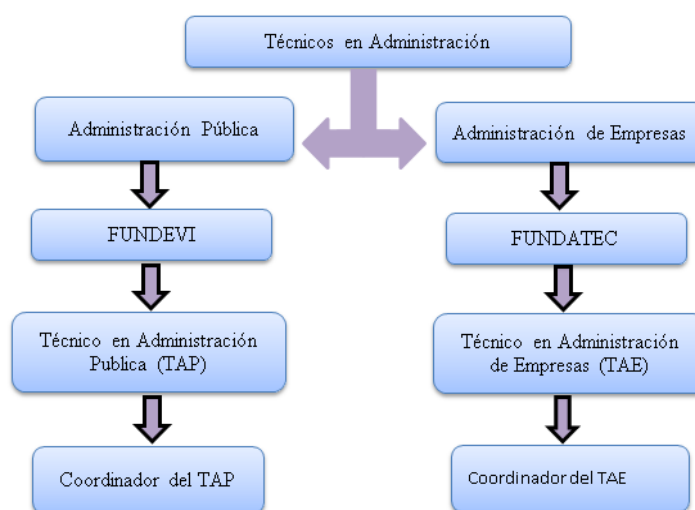 Técnicos en Administración
Administración Pública
Administración de Empresas
FUNDEVI
FUNDATEC
Técnico en Administración
Publica (TAP)
Técnico en Administración
de Empresas (TAE)
Coordinador del TAP
Coordinador del TAE